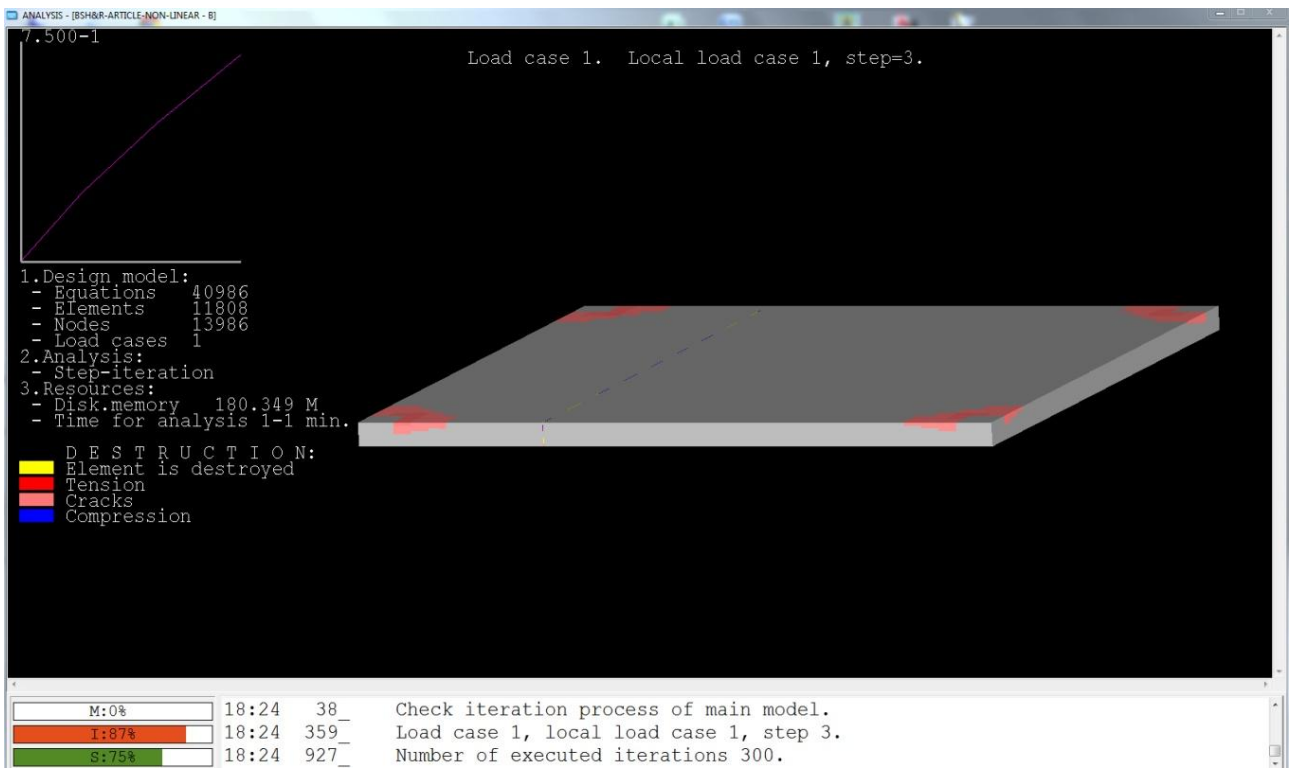 ANALYSIS - [BSH&R-ARTICLE-NON-LINEAR - B]
7.500-1
Load case 1.  Local load case 1, step=3.
1.Design model:
- Equations 40986
- Elements 11808
- Nodes 13986
- Load cases 1
2.Analysis:
- Step-iteration
3.Resources:
- Disk.memory 180.349 M
- Time for analysis 1-1 min.
D E S T R U C T I O N:
Element is destroyed
Tension
Cracks
Compression
M:0% 18:24 38_ Check iteration process of main model.
I:87% 18:24 359_ Load case 1, local load case 1, step 3.
S:75% 18:24 927_ Number of executed iterations 300.